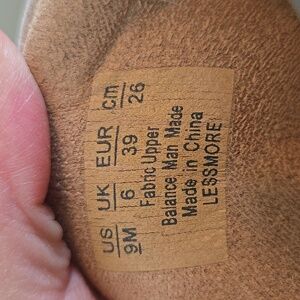 US UK EUR cm
9M 6 39 26
Fabric Upper
Balance Man Made
Made in China
LESSMORE